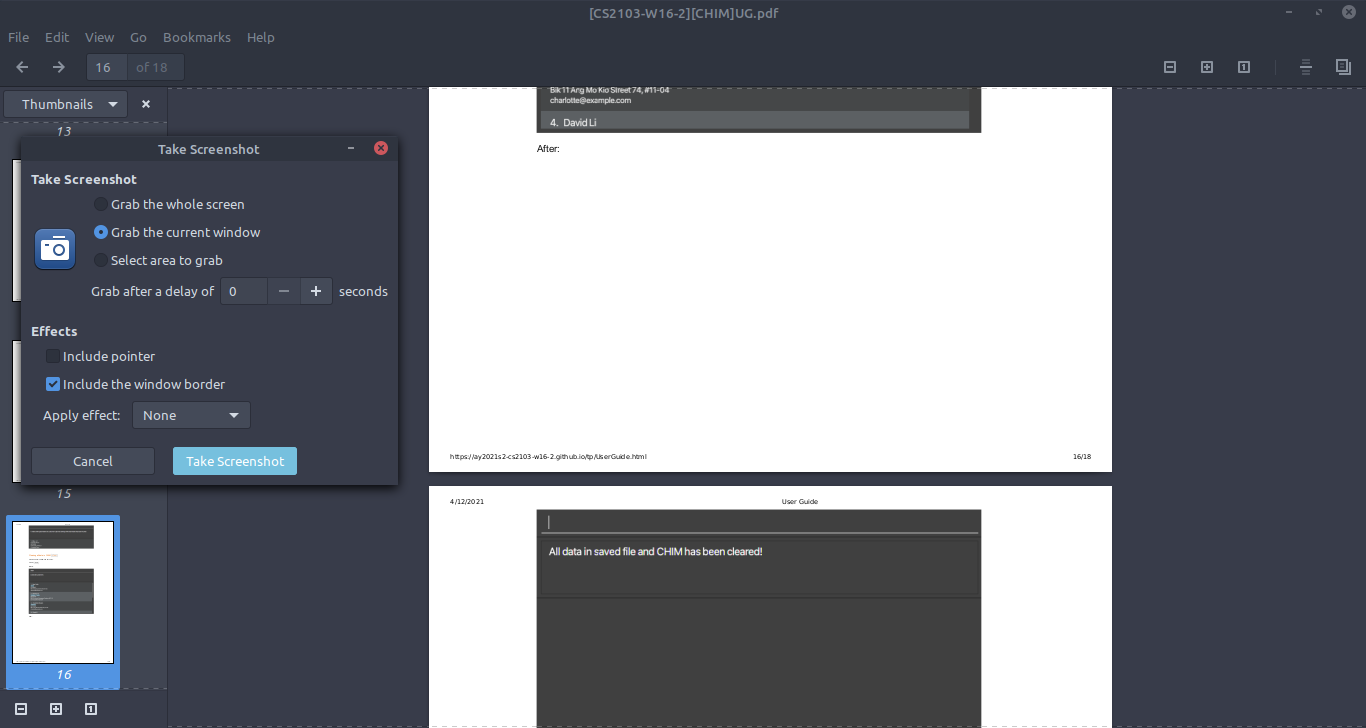 [CS2103-W16-2][CHIM]UG.pdf
File Edit View Go Bookmarks Help
16 of 18
Thumbnails
13
Take Screenshot
Take Screenshot
Grab the whole screen
Grab the current window
Select area to grab
Grab after a delay of 0 seconds
Effects
Include pointer
Include the window border
Apply effect: None
Cancel Take Screenshot
15
16
Blk 11 Ang Mo Kio Street 74, #11-04
charlotte@example.com
4. David Li
After:
https://ay2021s2-cs2103-w16-2.github.io/tp/UserGuide.html 16/18
4/12/2021 User Guide
All data in saved file and CHIM has been cleared!